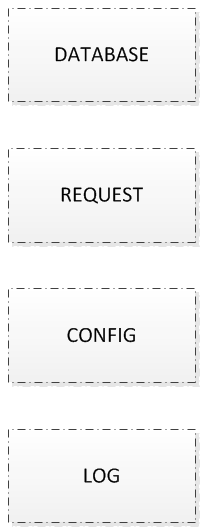 DATABASE
REQUEST
CONFIG
LOG